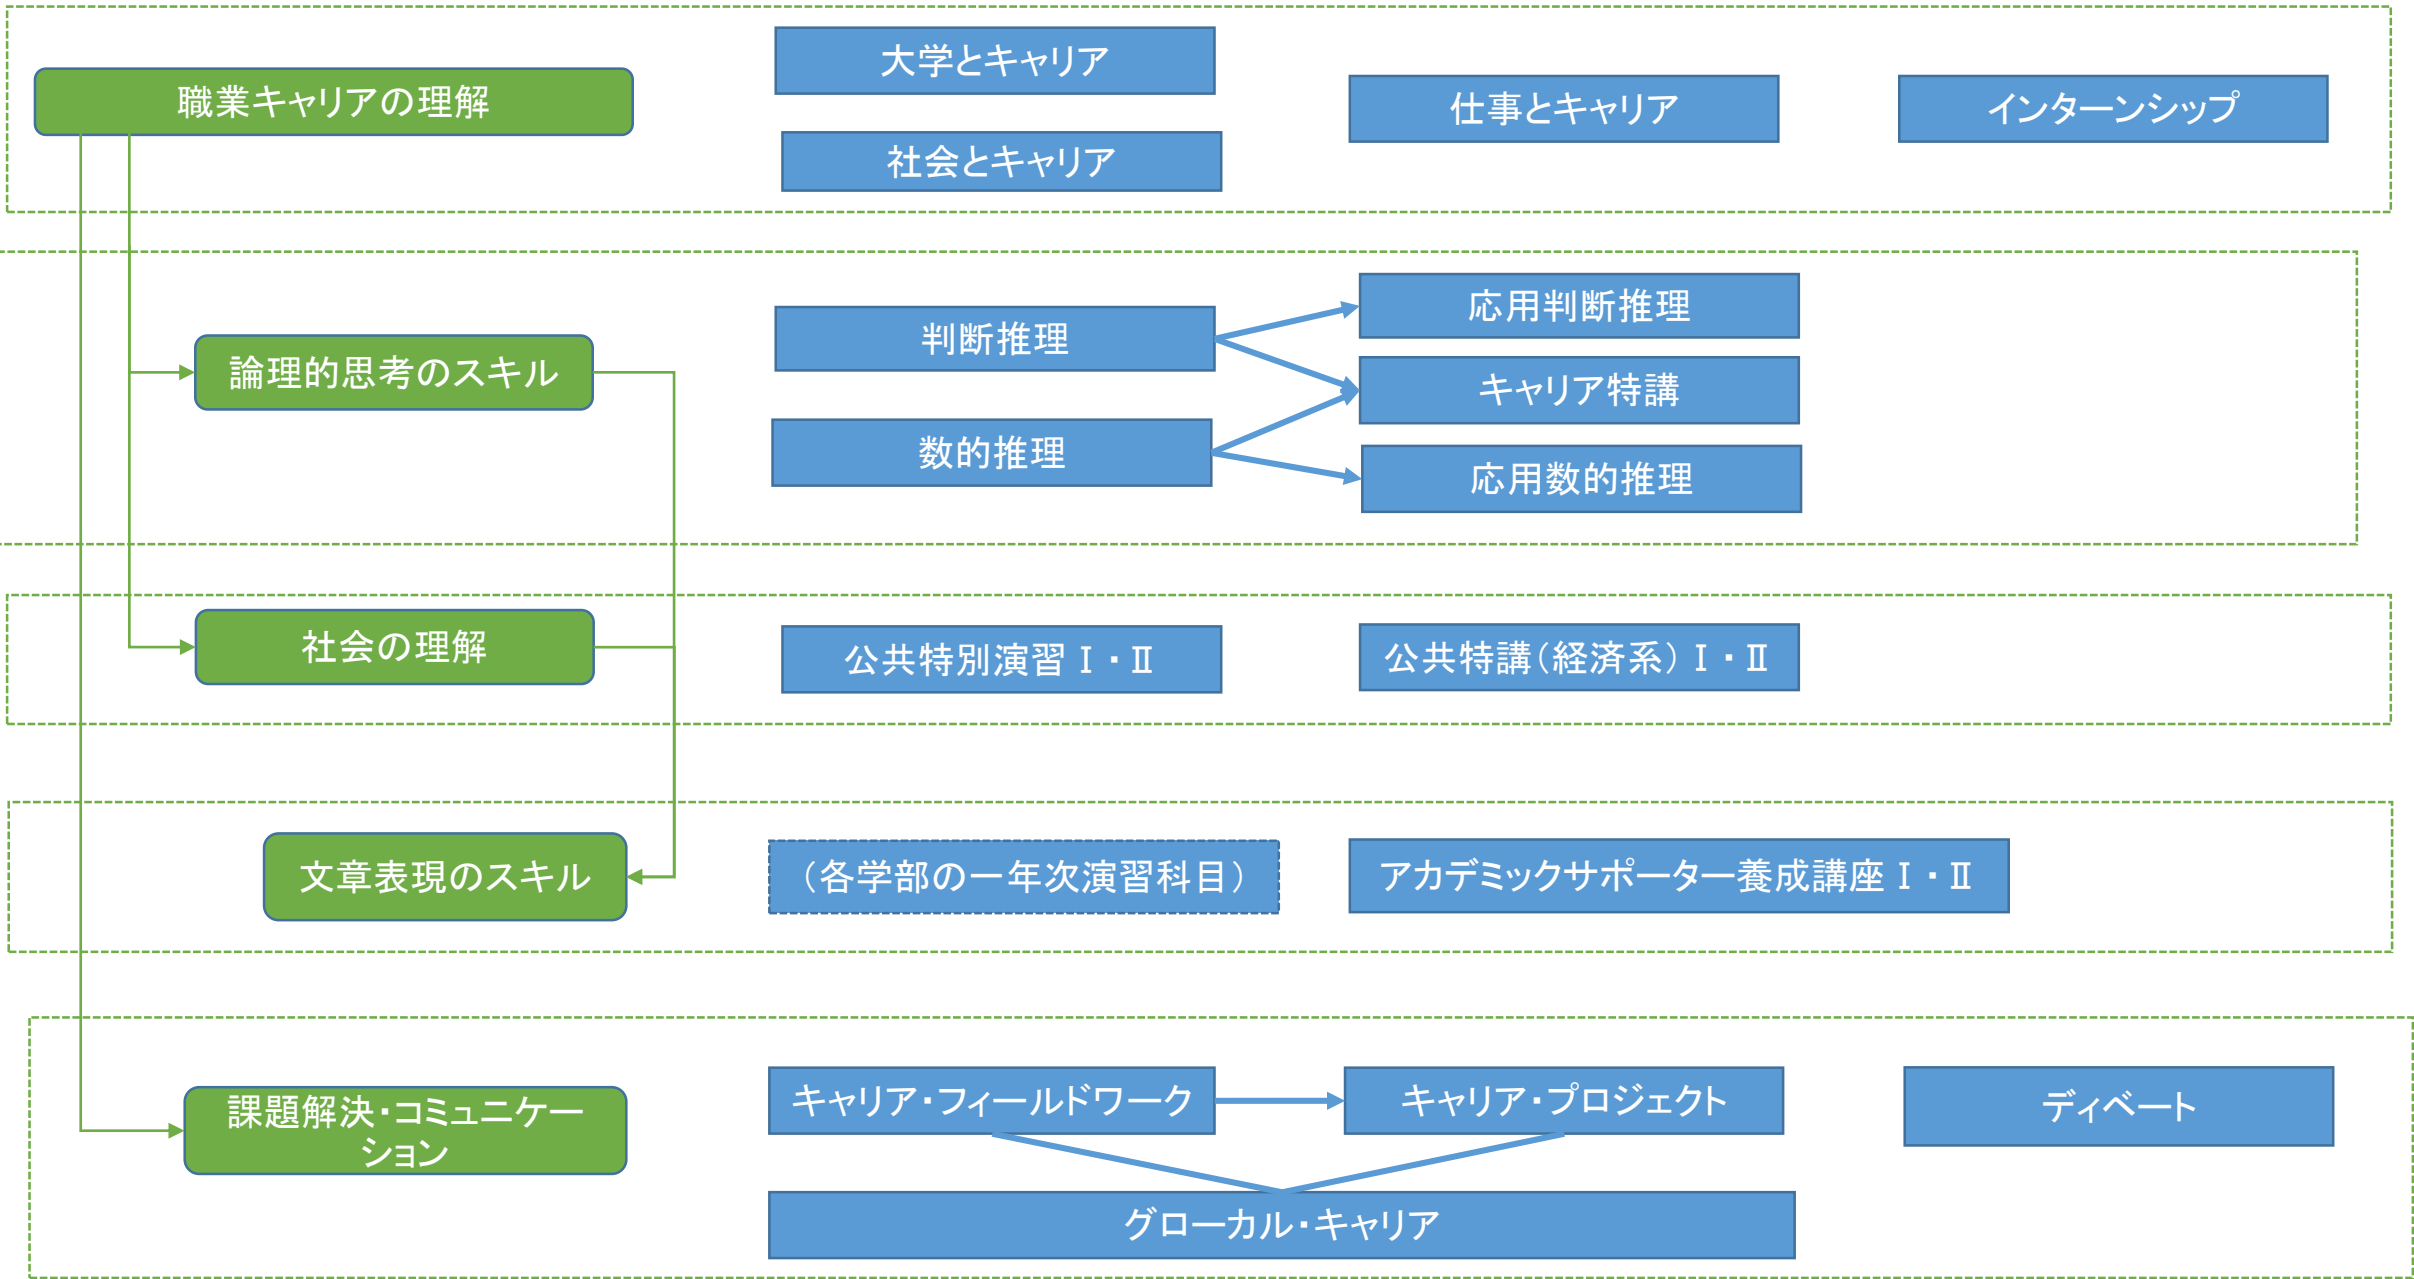 職業キャリアの理解
大学とキャリア
社会とキャリア
仕事とキャリア
インターンシップ
論理的思考のスキル
判断推理
数的推理
応用判断推理
キャリア特講
応用数的推理
社会の理解
公共特別演習Ⅰ・Ⅱ
公共特講（経済系）Ⅰ・Ⅱ
文章表現のスキル
（各学部の一年次演習科目）
アカデミックサポーター養成講座Ⅰ・Ⅱ
課題解決・コミュニケー
ション
キャリア・フィールドワーク
キャリア・プロジェクト
ディベート
グローカル・キャリア